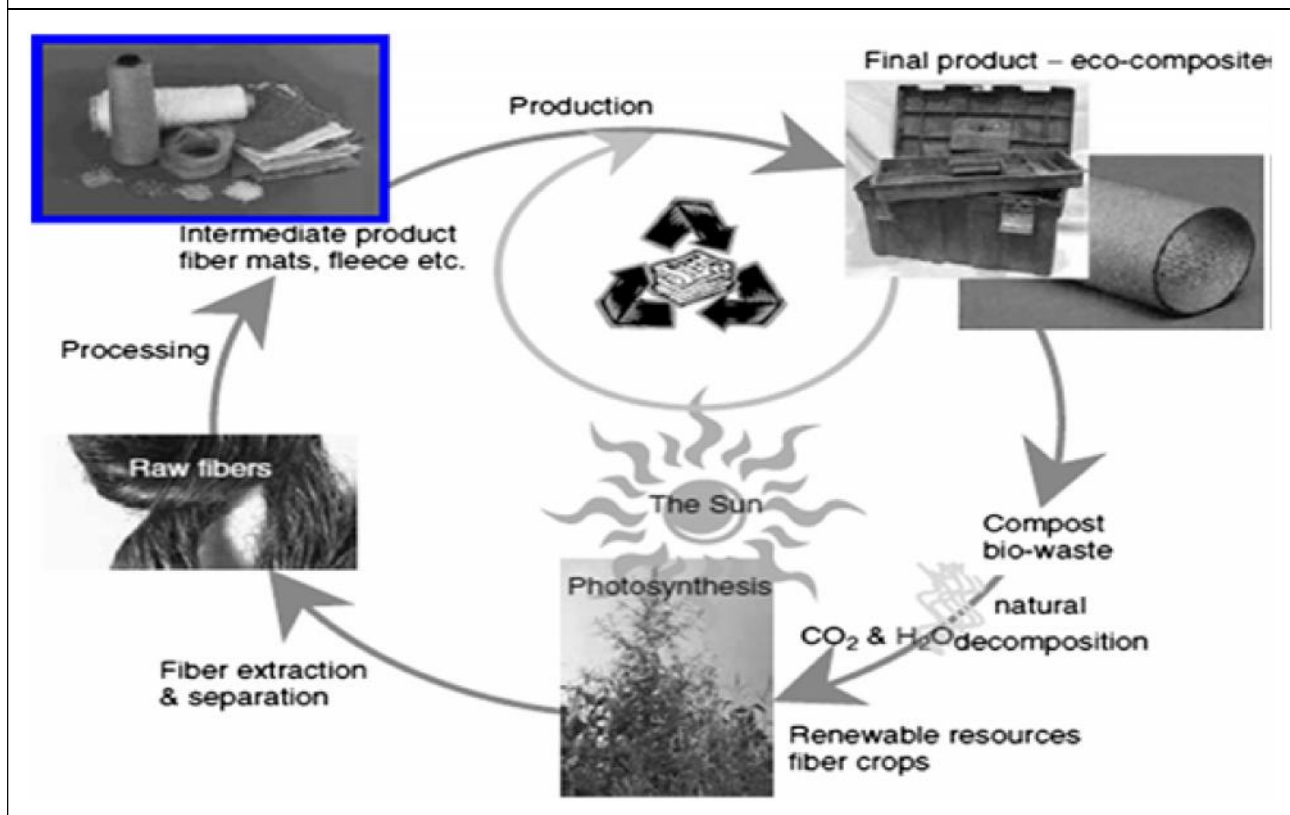 Final product – eco-composite
Production
Intermediate product
fiber mats, fleece etc.
Processing
Raw fibers
The Sun
Photosynthesis
Compost
bio-waste
natural
CO₂ & H₂O decomposition
Fiber extraction
& separation
Renewable resources
fiber crops